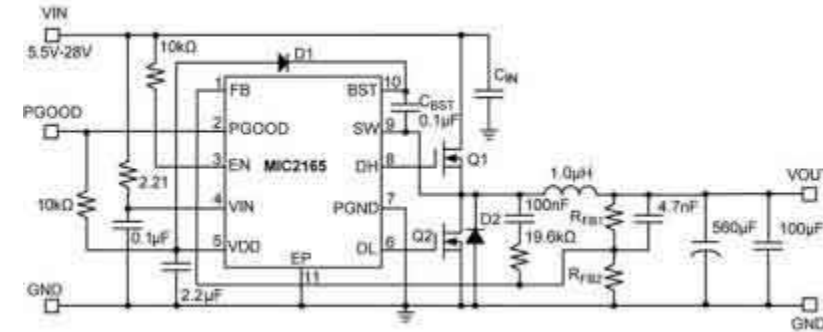 VIN
5.5V-28V
10kΩ
D1
1
FB
BST
10
CIN
CBST
0.1µF
PGOOD
2
PGOOD
SW
9
3
EN
MIC2165
DH
8
Q1
2.21
4
VIN
PGND
7
1.0µH
VOUT
10kΩ
0.1µF
5
VDD
DL
6
Q2
D2
100nF
19.6kΩ
RFB1
4.7nF
560µF
100µF
EP
11
RFB2
2.2µF
GND
GND